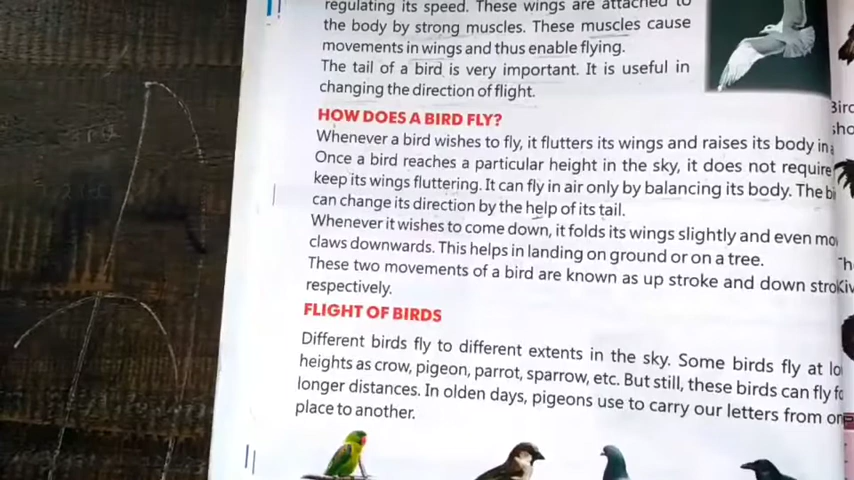 regulating its speed. These wings are attached to
the body by strong muscles. These muscles cause
movements in wings and thus enable flying.
The tail of a bird is very important. It is useful in
changing the direction of flight.
HOW DOES A BIRD FLY?
Whenever a bird wishes to fly, it flutters its wings and raises its body in
Once a bird reaches a particular height in the sky, it does not require
keep its wings fluttering. It can fly in air only by balancing its body. The
can change its direction by the help of its tail.
Whenever it wishes to come down, it folds its wings slightly and even
claws downwards. This helps in landing on ground or on a tree.
These two movements of a bird are known as up stroke and down
respectively.
FLIGHT OF BIRDS
Different birds fly to different extents in the sky. Some birds fly at
heights as crow, pigeon, parrot, sparrow, etc. But still, these birds can fly
longer distances. In olden days, pigeons use to carry our letters from
place to another.